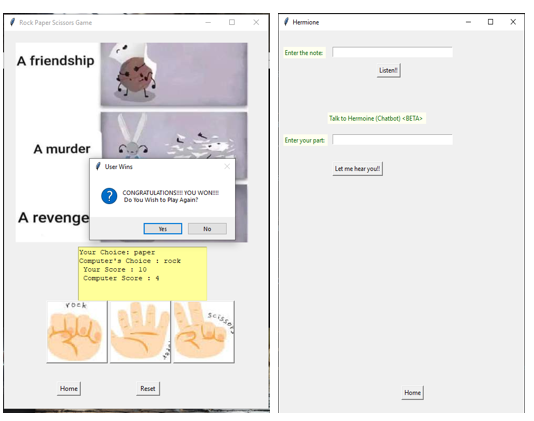 Rock Paper Scissors Game
A friendship
A murder
User Wins
CONGRATULATIONS!!!! YOU WON!!!!
Do You Wish to Play Again?
Yes
No
A revenge
Your Choice: paper
Computer's Choice : rock
Your Score : 10
Computer Score : 4
rock
scissors
Home
Reset
Hermione
Enter the note:
Listen!!
Talk to Hermoine (Chatbot) <BETA>
Enter your part:
Let me hear you!!
Home